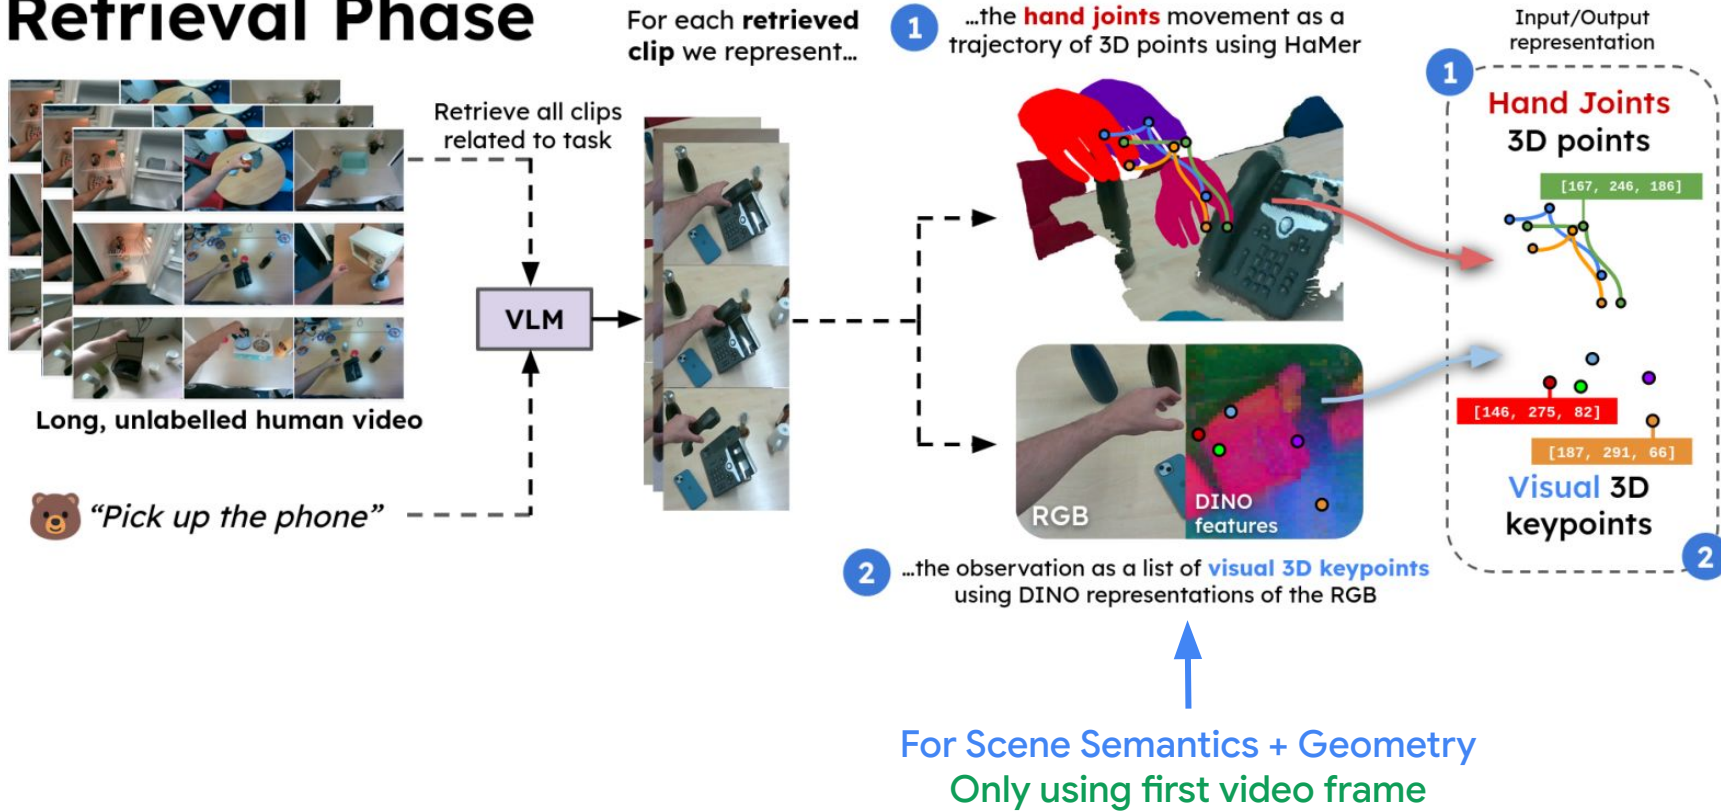 Retrieval Phase
For each retrieved
clip we represent...
1
...the hand joints movement as a
trajectory of 3D points using HaMer
Input/Output
representation
1
Hand Joints
3D points
[167, 246, 186]
Retrieve all clips
related to task
VLM
Long, unlabelled human video
“Pick up the phone”
RGB
DINO
features
[146, 275, 82]
[187, 291, 66]
Visual 3D
keypoints
2
2
...the observation as a list of visual 3D keypoints
using DINO representations of the RGB
For Scene Semantics + Geometry
Only using first video frame